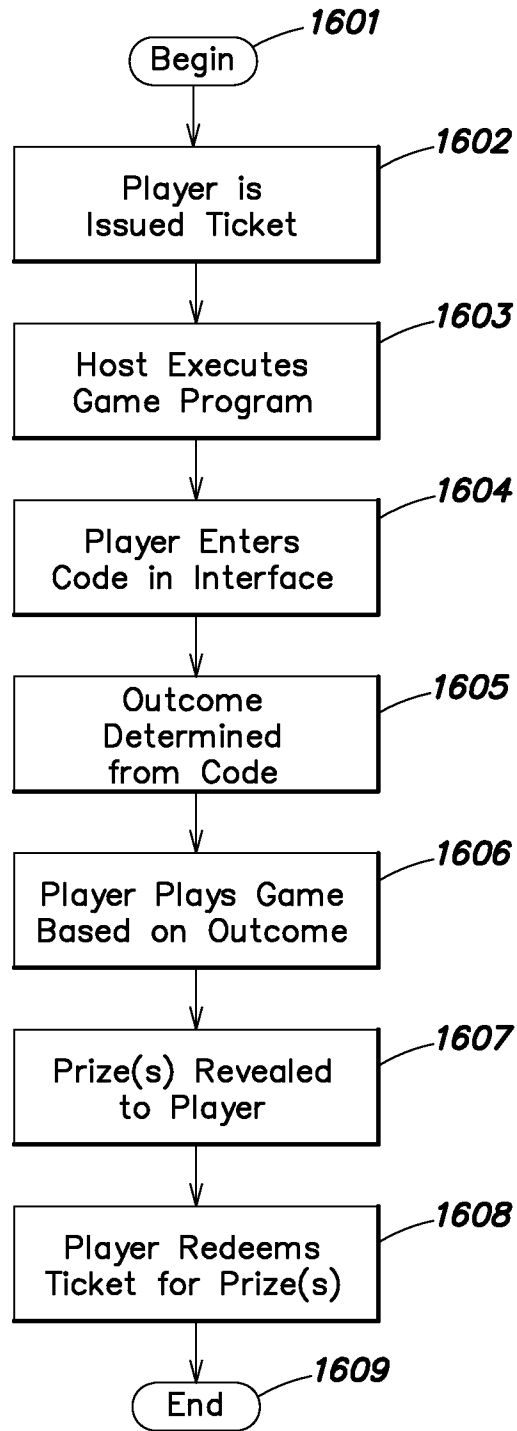 1601
Begin
1602
Player is
Issued Ticket
1603
Host Executes
Game Program
1604
Player Enters
Code in Interface
1605
Outcome
Determined
from Code
1606
Player Plays Game
Based on Outcome
1607
Prize(s) Revealed
to Player
1608
Player Redeems
Ticket for Prize(s)
1609
End